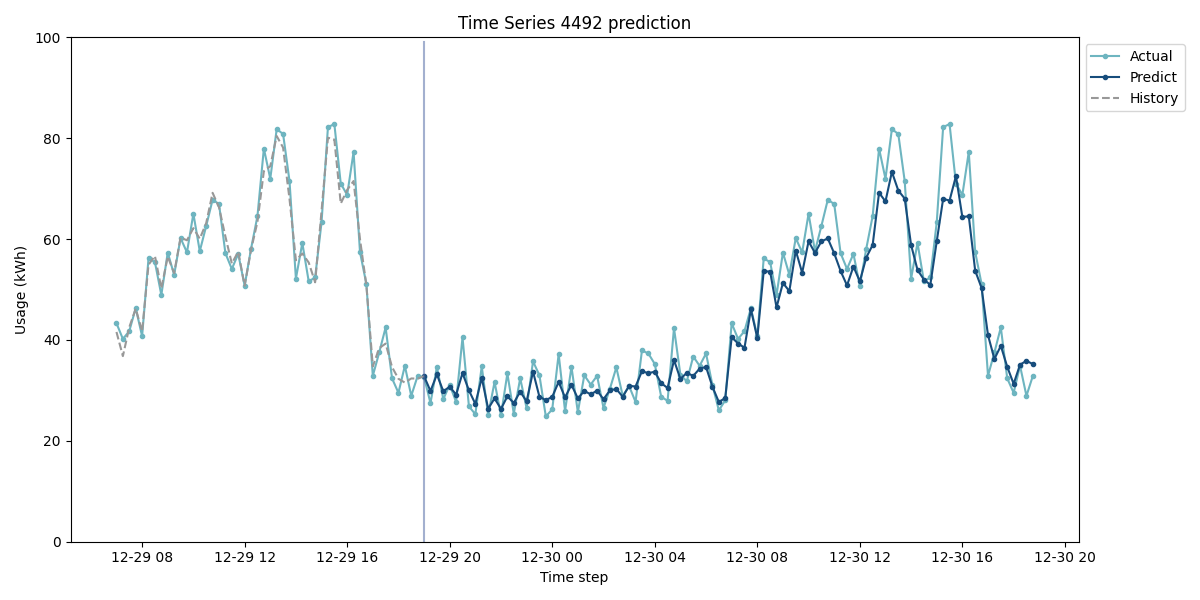 Time Series 4492 prediction
Usage (kWh)
100
80
60
40
20
0
12-29 08
12-29 12
12-29 16
12-29 20
12-30 00
12-30 04
12-30 08
12-30 12
12-30 16
12-30 20
Time step
Actual
Predict
History